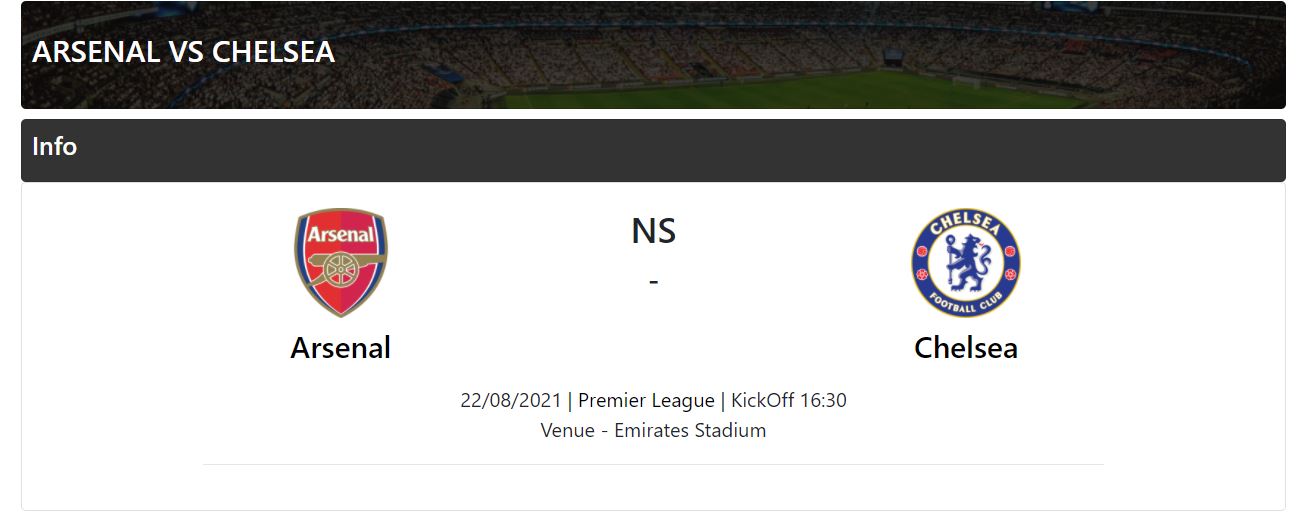 ARSENAL VS CHELSEA
Info
Arsenal
NS
CHELSEA
FOOTBALL CLUB
-
Arsenal
Chelsea
22/08/2021 | Premier League | KickOff 16:30
Venue - Emirates Stadium